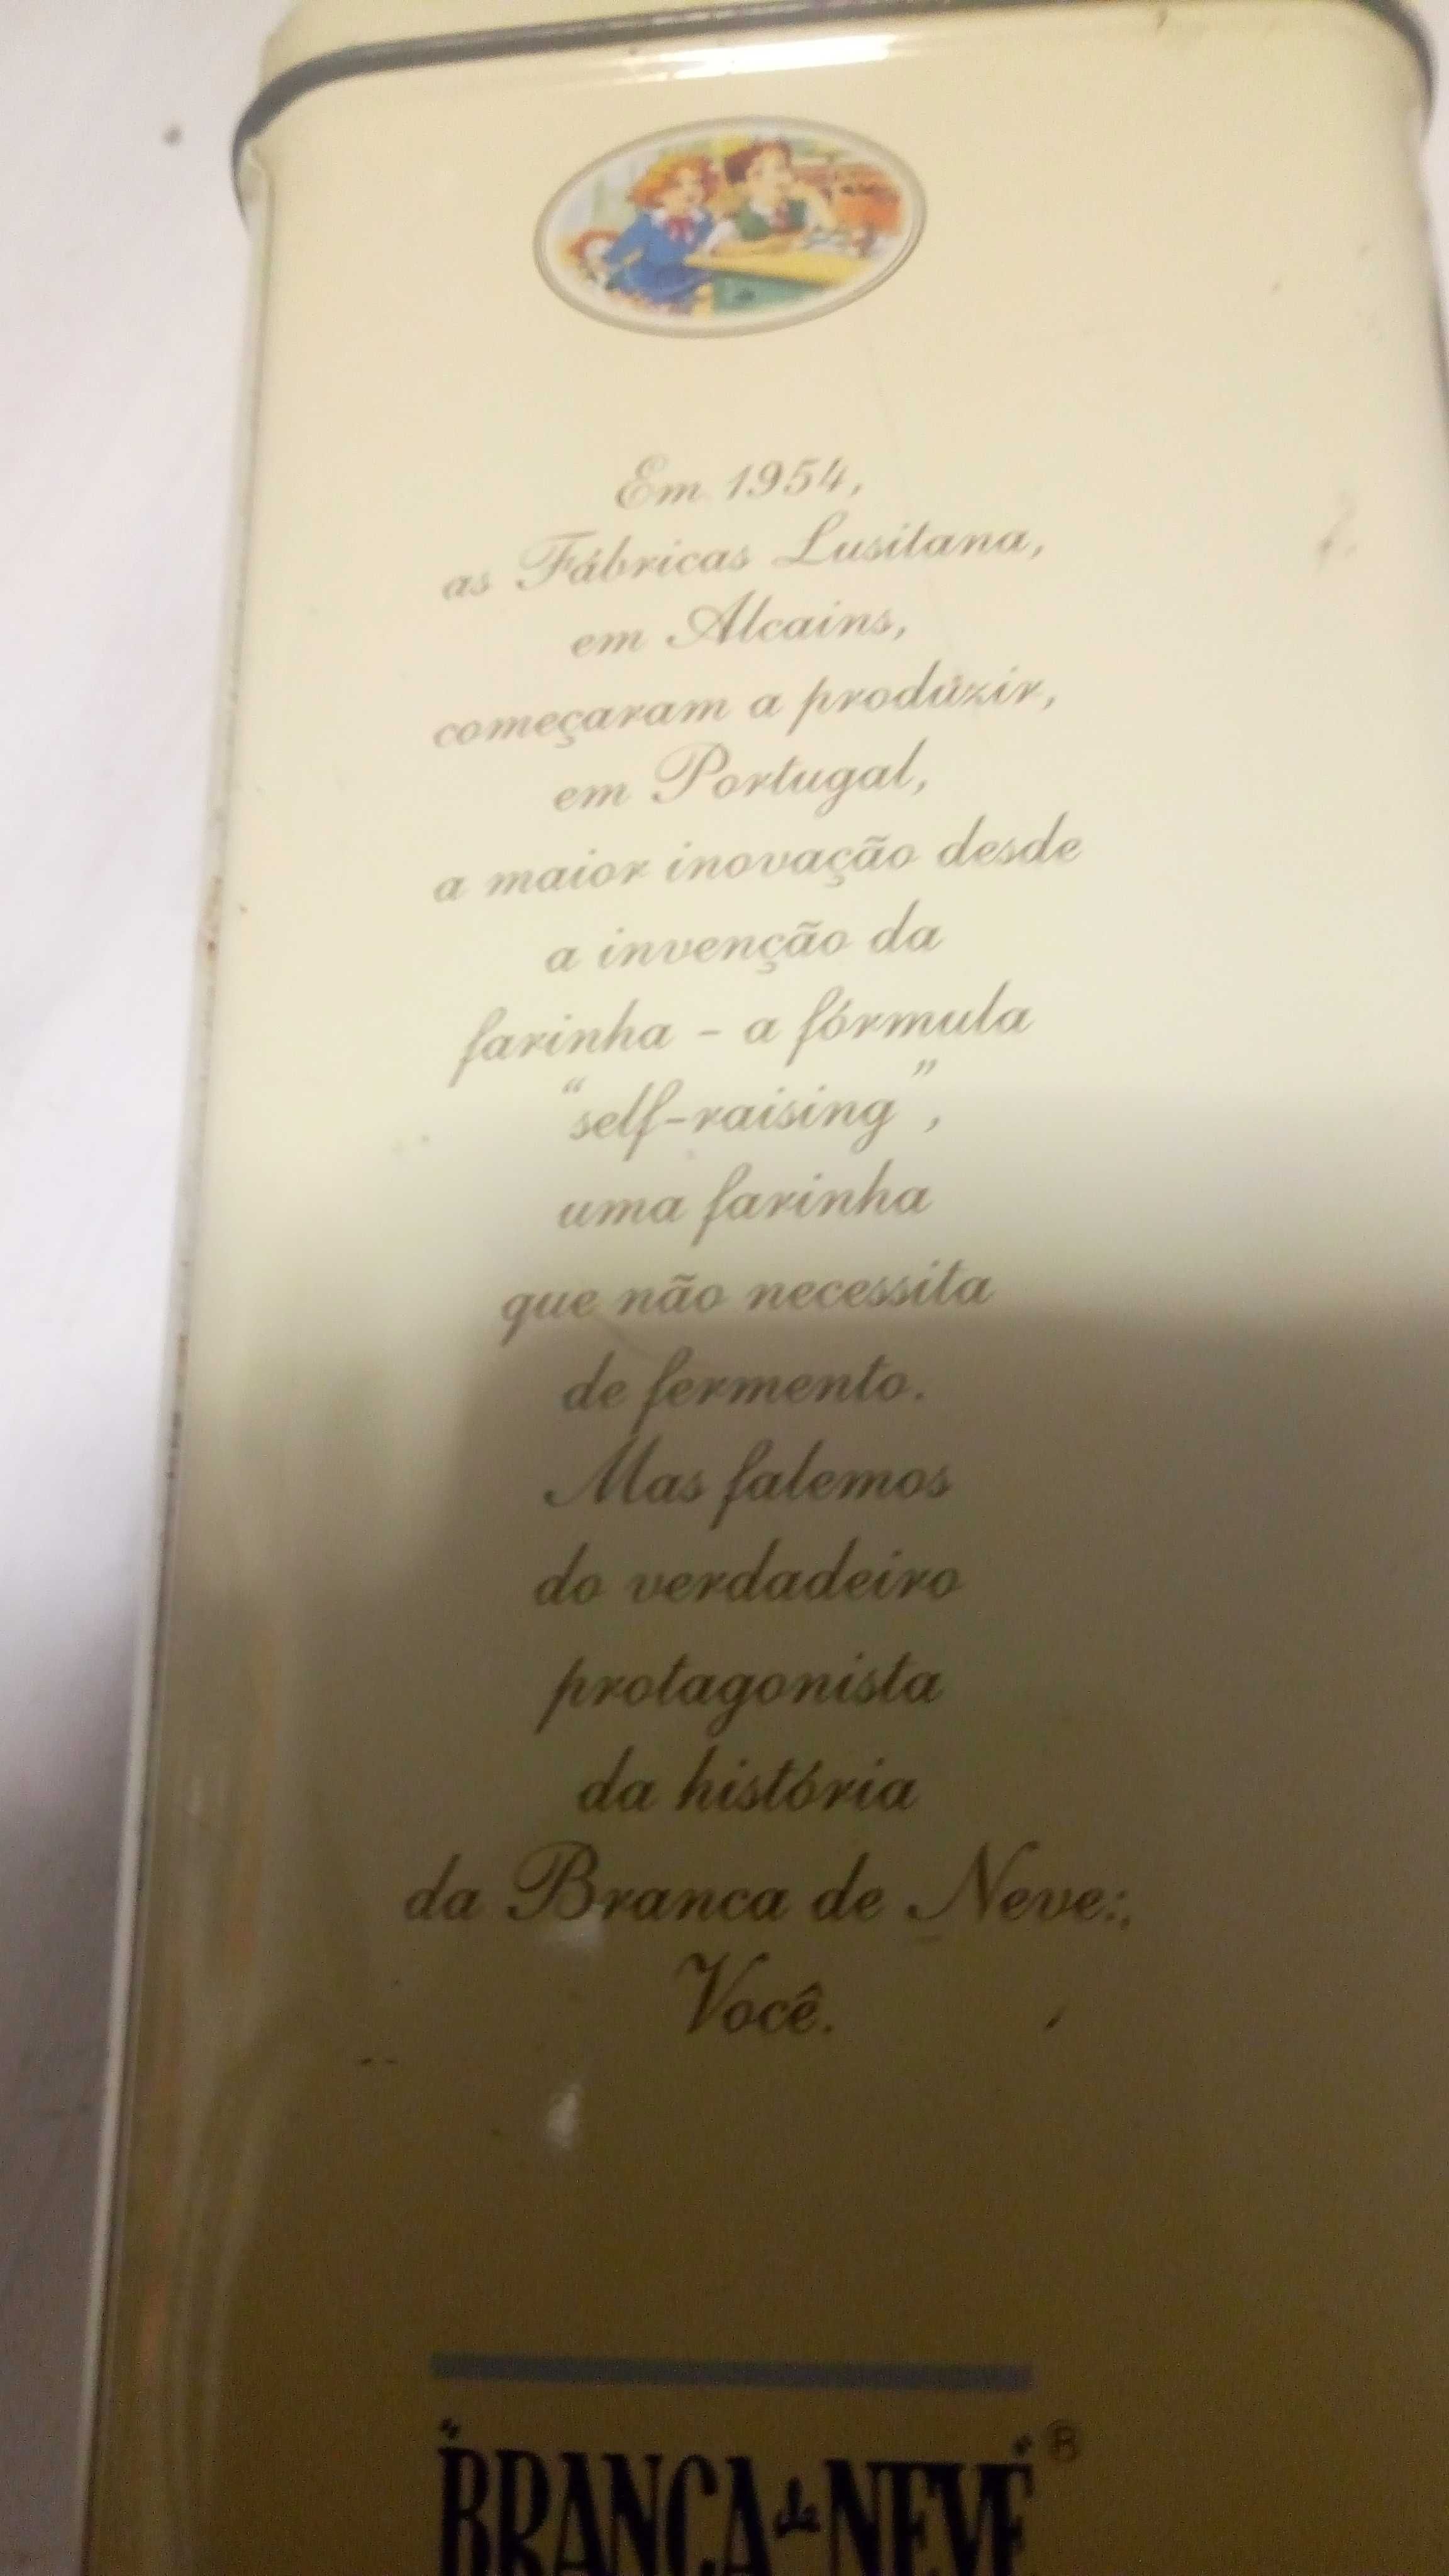 Em 1954,
as Fábricas Lusitana,
em Alcains,
começaram a produzir,
em Portugal,
a maior inovação desde
a invenção da
farinha - a fórmula
“self-raising”,
uma farinha
que não necessita
de fermento.
Mas falemos
do verdadeiro
protagonista
da história
da Branca de Neve:
Você.
"BRANCA de NEVE"®